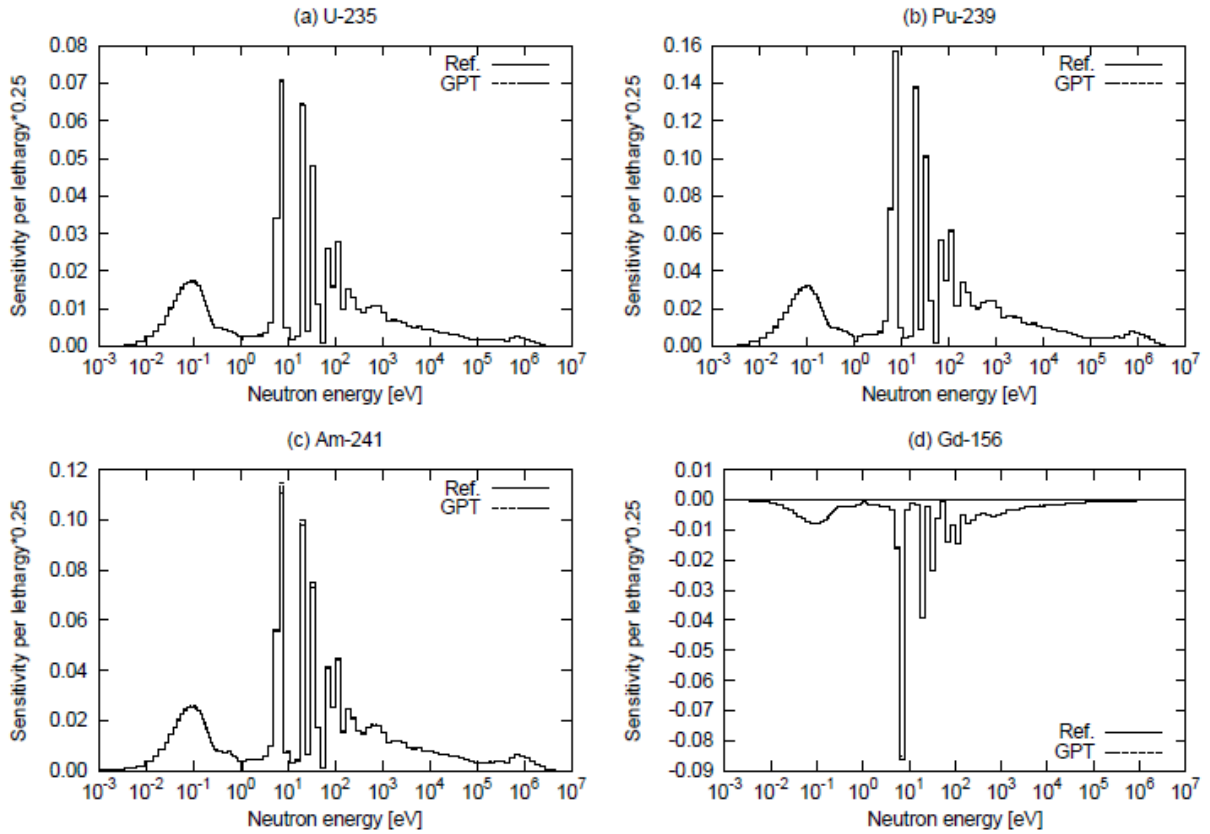 (a) U-235
Sensitivity per lethargy*0.25
0.08
0.07
0.06
0.05
0.04
0.03
0.02
0.01
0.00
Ref.
GPT
10-3 10-2 10-1 100 101 102 103 104 105 106 107
Neutron energy [eV]
(b) Pu-239
Sensitivity per lethargy*0.25
0.16
0.14
0.12
0.10
0.08
0.06
0.04
0.02
0.00
Ref.
GPT
10-3 10-2 10-1 100 101 102 103 104 105 106 107
Neutron energy [eV]
(c) Am-241
Sensitivity per lethargy*0.25
0.12
0.10
0.08
0.06
0.04
0.02
0.00
Ref.
GPT
10-3 10-2 10-1 100 101 102 103 104 105 106 107
Neutron energy [eV]
(d) Gd-156
Sensitivity per lethargy*0.25
0.01
0.00
-0.01
-0.02
-0.03
-0.04
-0.05
-0.06
-0.07
-0.08
-0.09
Ref.
GPT
10-3 10-2 10-1 100 101 102 103 104 105 106 107
Neutron energy [eV]